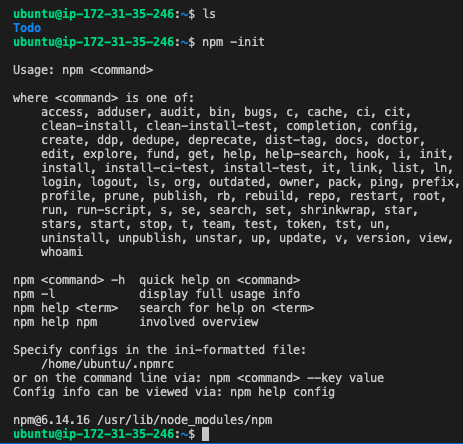 ubuntu@ip-172-31-35-246:~$ ls
Todo
ubuntu@ip-172-31-35-246:~$ npm -init
Usage: npm <command>
where <command> is one of:
access, adduser, audit, bin, bugs, c, cache, ci, cit,
clean-install, clean-install-test, completion, config,
create, ddp, dedupe, deprecate, dist-tag, docs, doctor,
edit, explore, fund, get, help, help-search, hook, i, init,
install, install-ci-test, install-test, it, link, list, ln,
login, logout, ls, org, outdated, owner, pack, ping, prefix,
profile, prune, publish, rb, rebuild, repo, restart, root,
run, run-script, s, se, search, set, shrinkwrap, star,
stars, start, stop, t, team, test, token, tst, un,
uninstall, unpublish, unstar, up, update, v, version, view,
whoami
npm <command> -h  quick help on <command>
npm -l            display full usage info
npm help <term>   search for help on <term>
npm help npm      involved overview
Specify configs in the ini-formatted file:
/home/ubuntu/.npmrc
or on the command line via: npm <command> --key value
Config info can be viewed via: npm help config
npm@6.14.16 /usr/lib/node_modules/npm
ubuntu@ip-172-31-35-246:~$